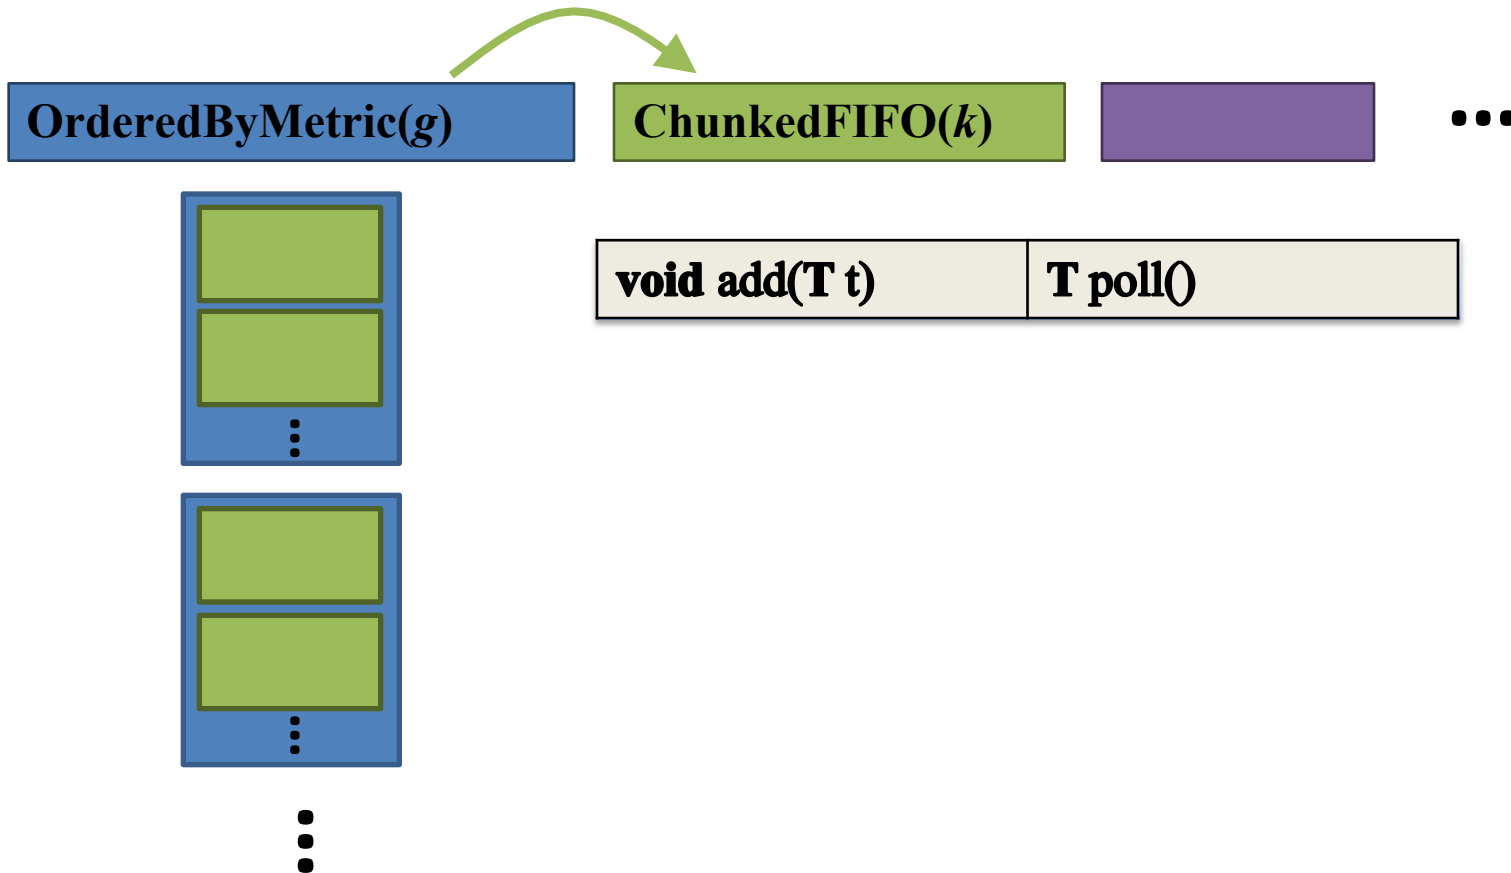 OrderedByMetric(g)
ChunkedFIFO(k)
void add(T t)
T poll()